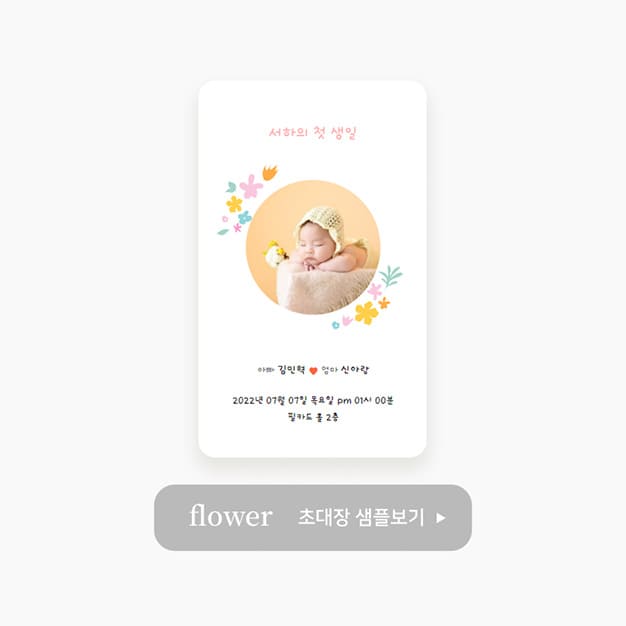 서하의 첫 생일
아빠 김민혁 엄마 신아랑
2022년 07월 07일 목요일 pm 01시 00분
필카드 홀 2층
flower 초대장 샘플보기